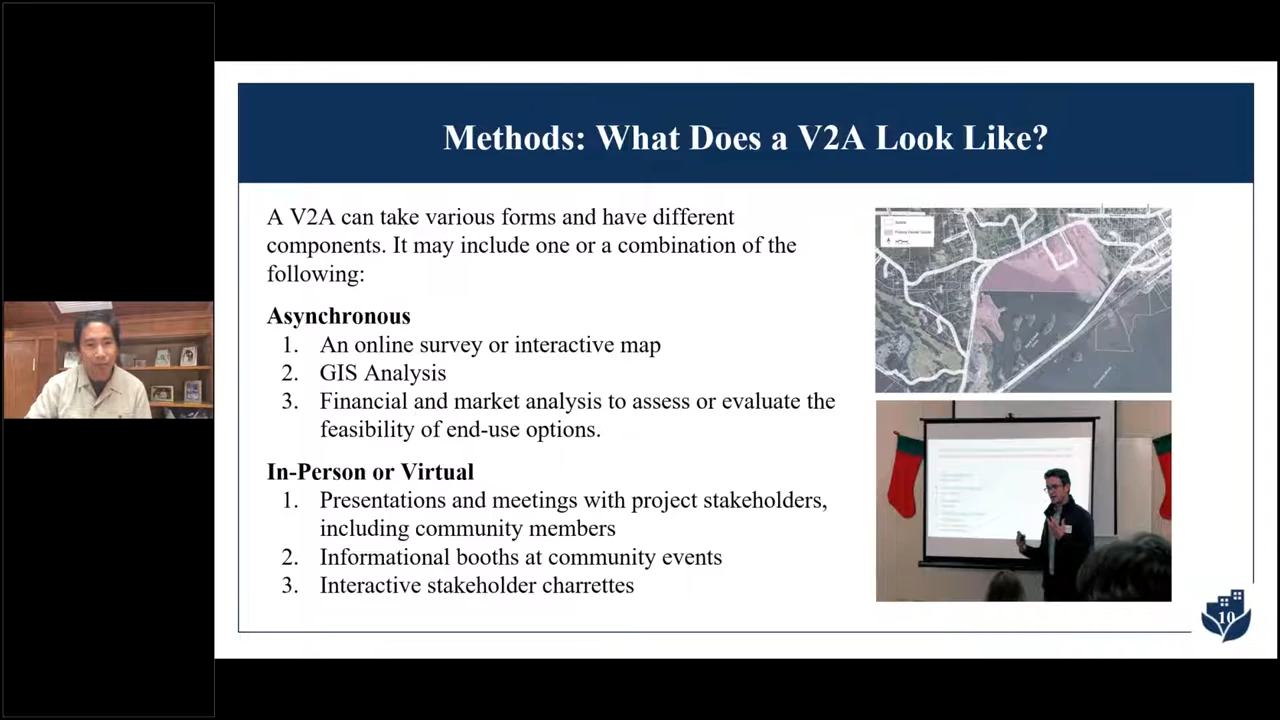 Methods: What Does a V2A Look Like?
A V2A can take various forms and have different
components. It may include one or a combination of the
following:
Asynchronous
1. An online survey or interactive map
2. GIS Analysis
3. Financial and market analysis to assess or evaluate the
feasibility of end-use options.
In-Person or Virtual
1. Presentations and meetings with project stakeholders,
including community members
2. Informational booths at community events
3. Interactive stakeholder charrettes
10